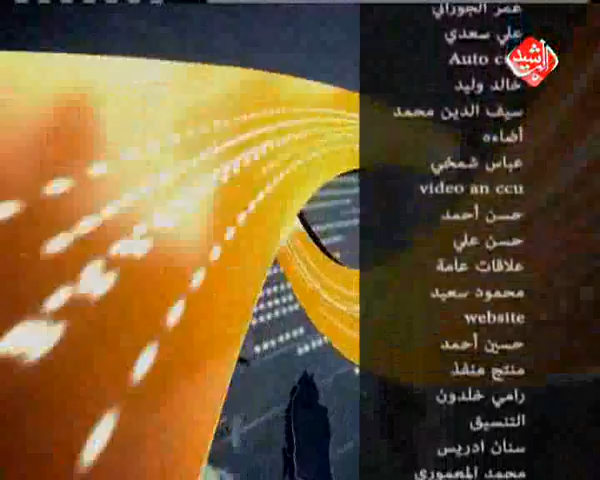 عمر الجوراني
علي سعدي
Auto
الرشيد
خالد وليد
سيف الدين محمد
أضاءه
عباس شمخي
video an ccu
حسن أحمد
حسن علي
علاقات عامة
محمود سعيد
website
حسين أحمد
منتج منفذ
رامي خلدون
التنسيق
سنان ادريس
محمد المعموري